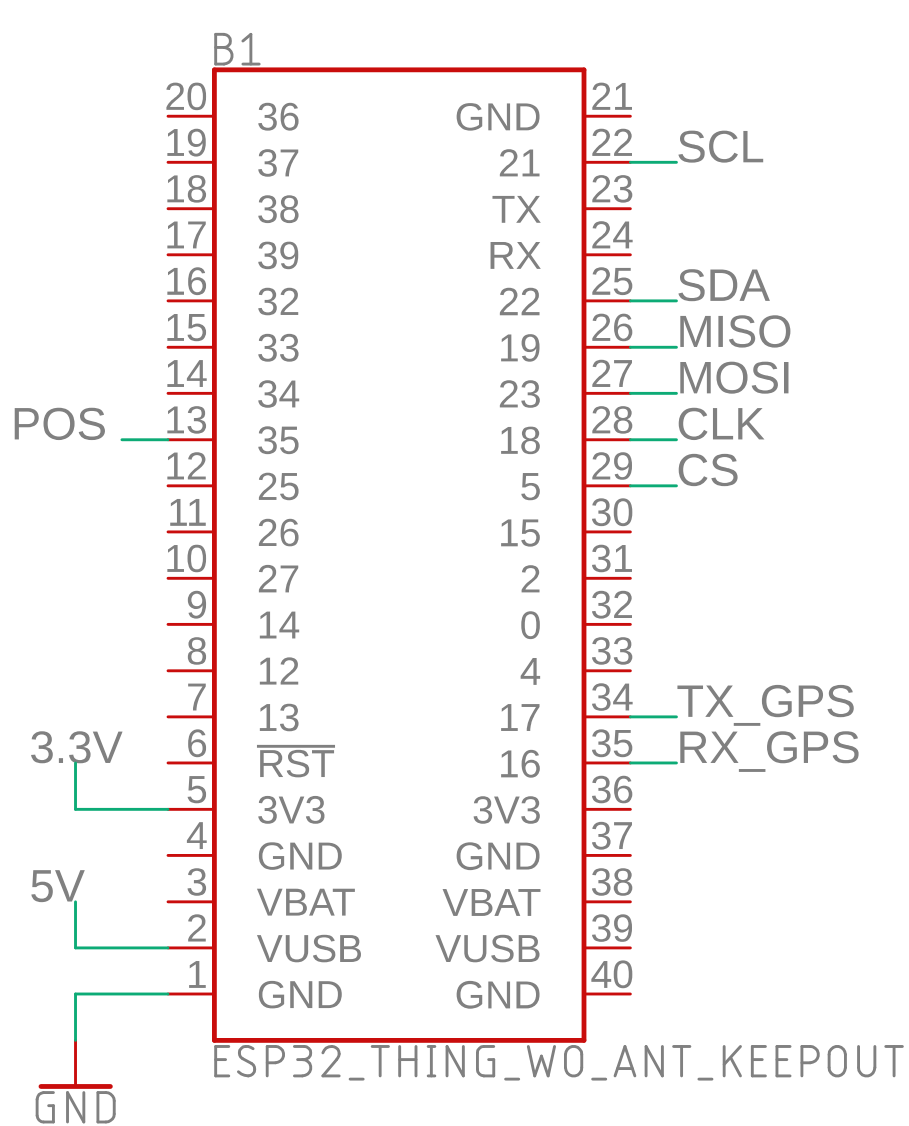 B1
20 36 GND 21
19 37 21 22 SCL
18 38 TX 23
17 39 RX 24
16 32 22 25 SDA
15 33 19 26 MISO
14 34 23 27 MOSI
POS 13 35 18 28 CLK
12 25 5 29 CS
11 26 15 30
10 27 2 31
9 14 0 32
8 12 4 33
7 13 17 34 TX_GPS
3.3V 6 RST 16 35 RX_GPS
5 3V3 3V3 36
4 GND GND 37
5V 3 VBAT VBAT 38
2 VUSB VUSB 39
1 GND GND 40
ESP32_THING_WO_ANT_KEEPOUT
GND